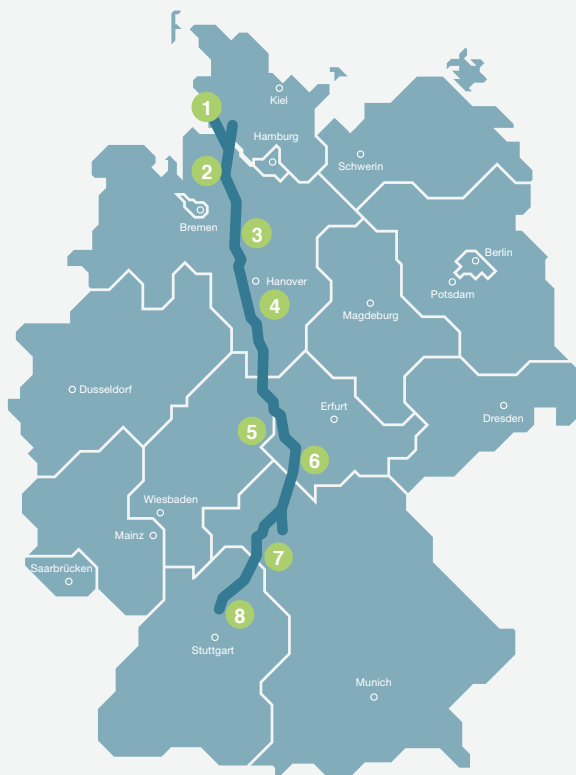 Kiel
1
Hamburg
Schwerin
2
Bremen
3
Berlin
Hanover
Potsdam
4
Magdeburg
Dusseldorf
Erfurt
Dresden
5
6
Wiesbaden
Mainz
7
Saarbrücken
8
Stuttgart
Munich